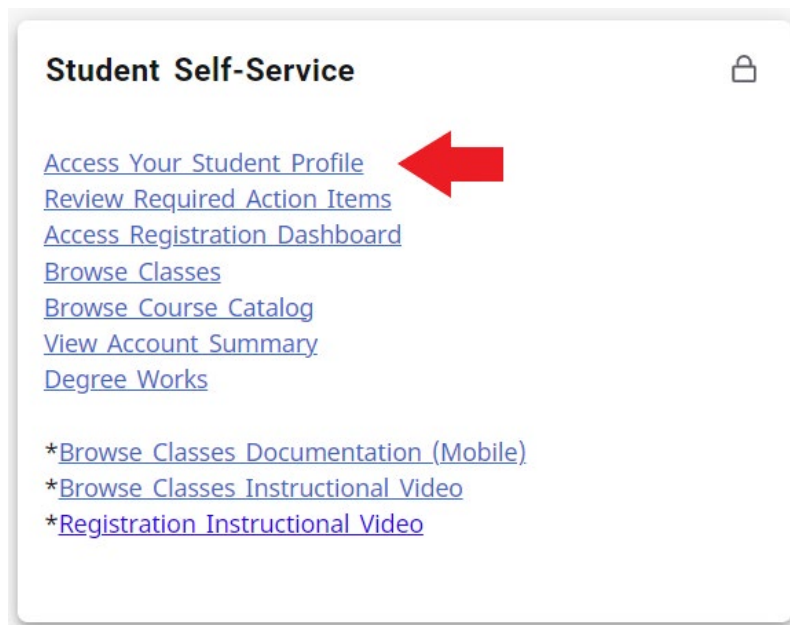 Student Self-Service
Access Your Student Profile
Review Required Action Items
Access Registration Dashboard
Browse Classes
Browse Course Catalog
View Account Summary
Degree Works
*Browse Classes Documentation (Mobile)
*Browse Classes Instructional Video
*Registration Instructional Video